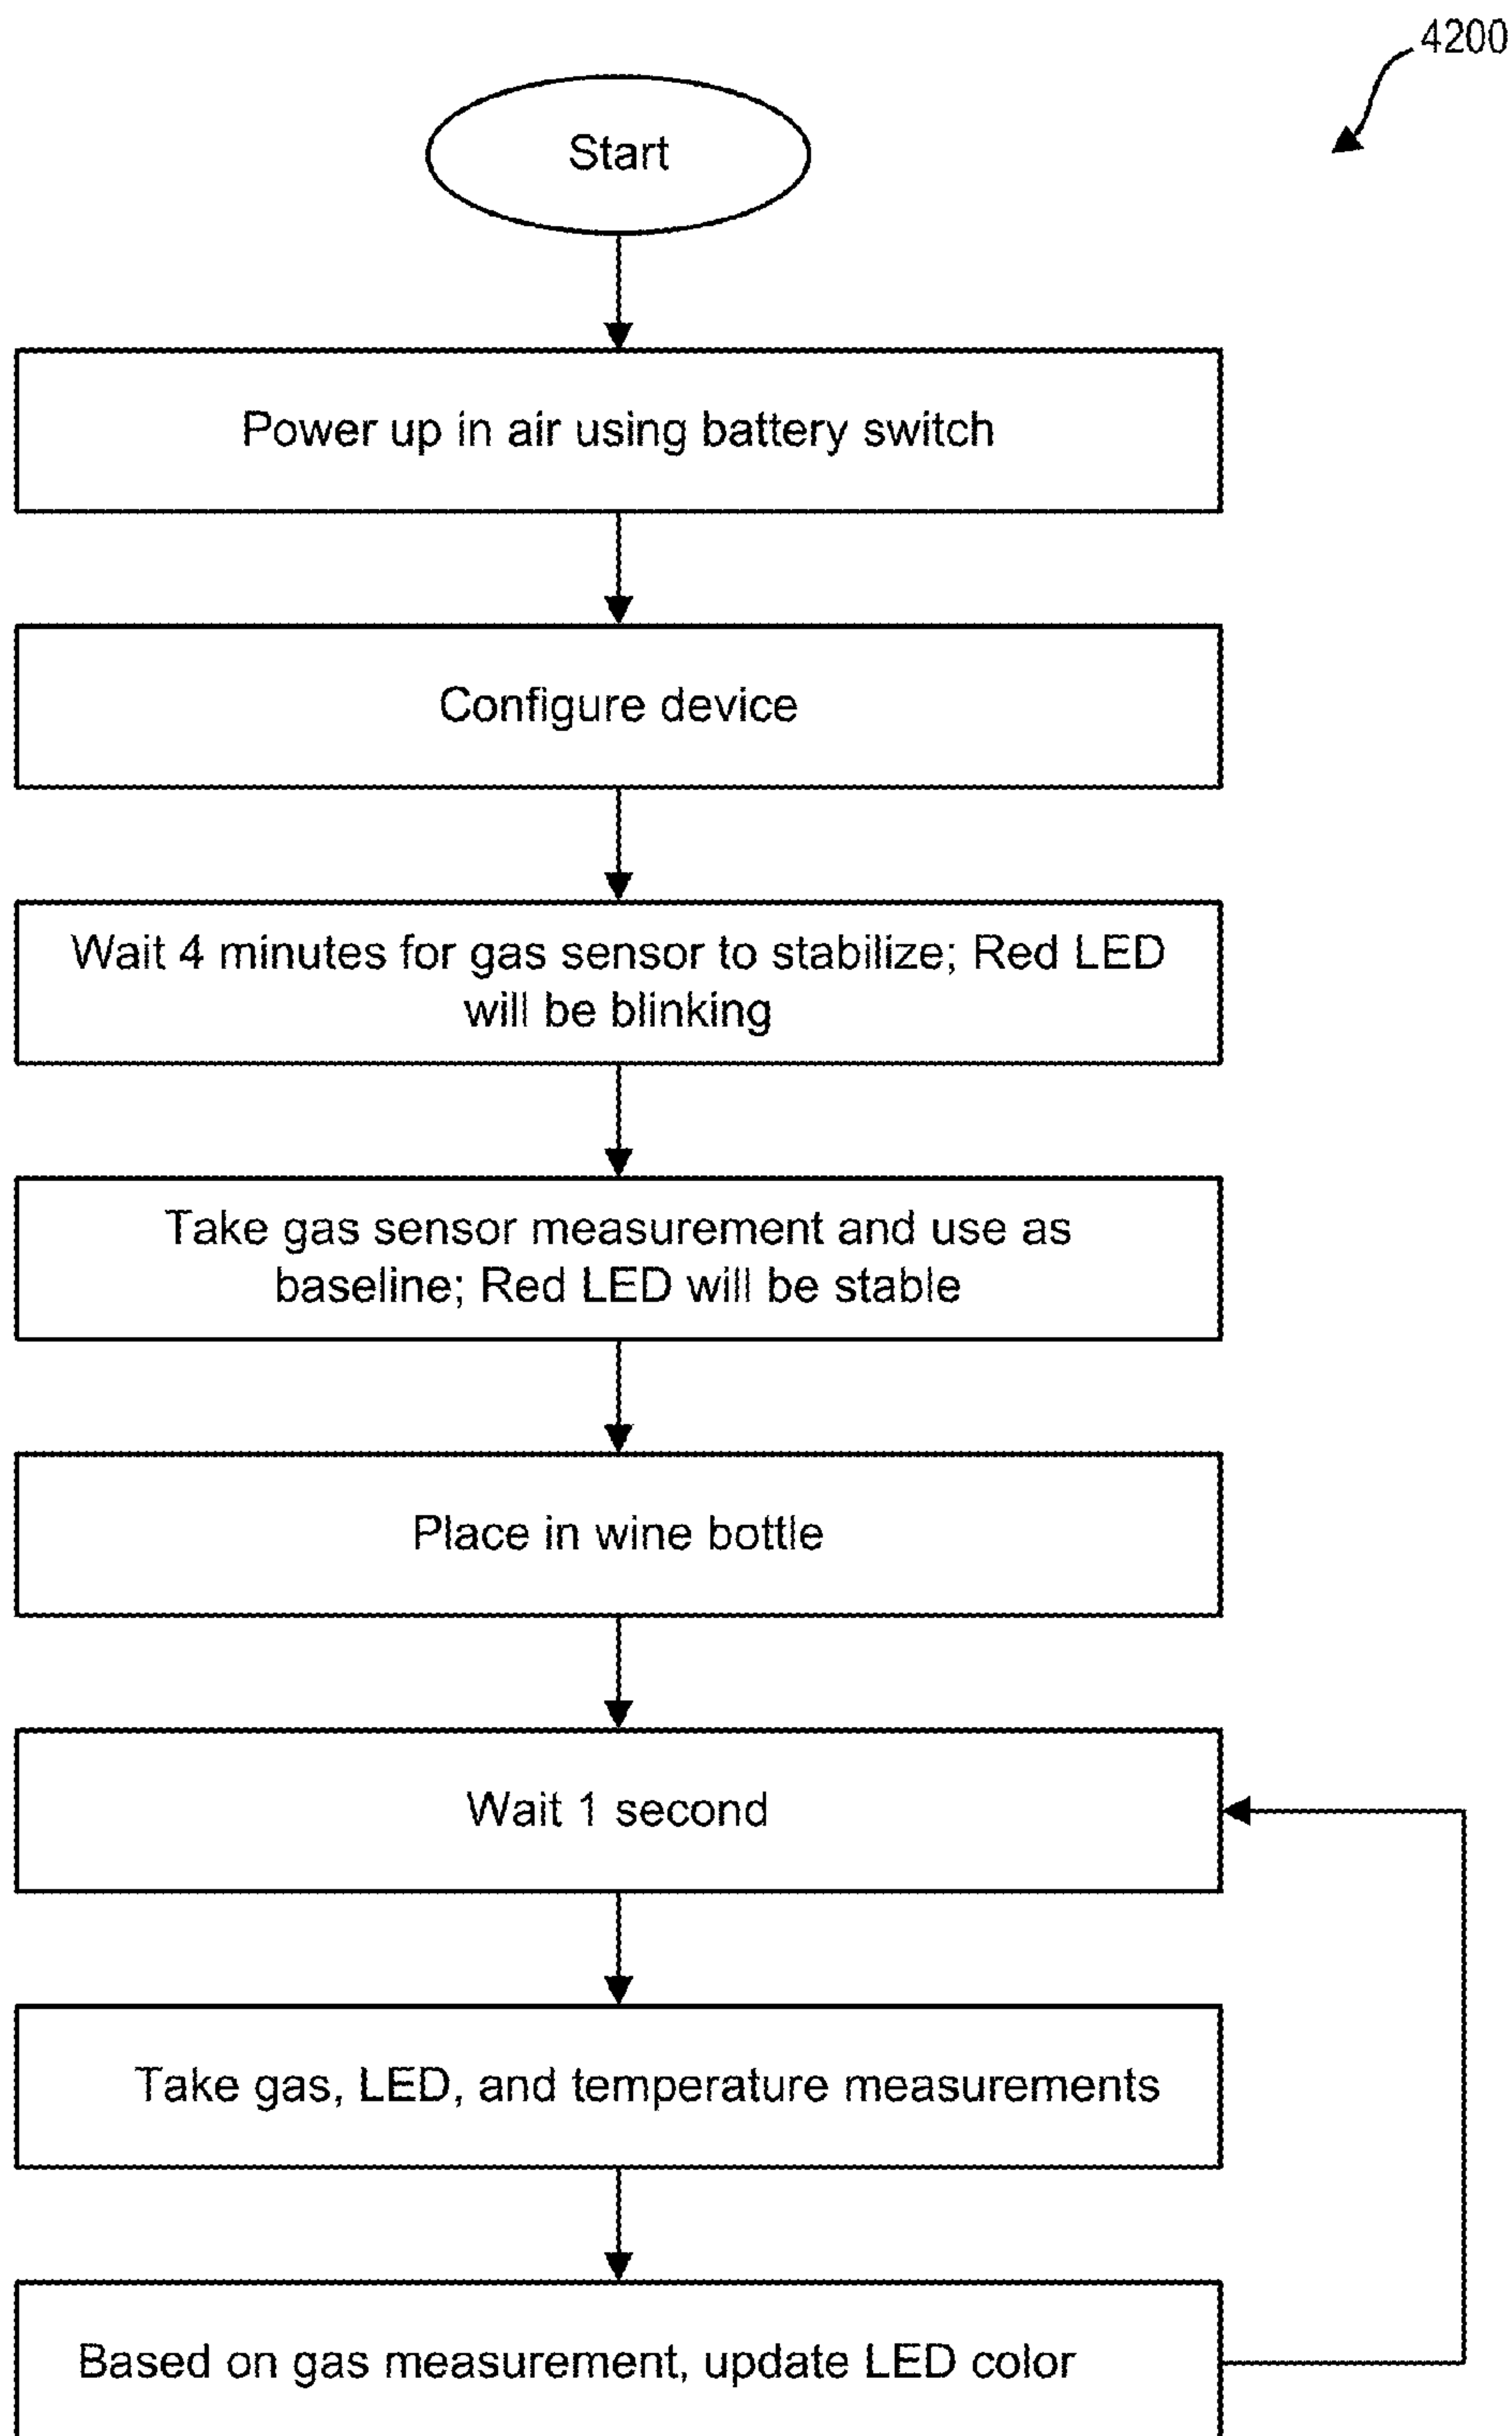 4200
Start
Power up in air using battery switch
Configure device
Wait 4 minutes for gas sensor to stabilize; Red LED
will be blinking
Take gas sensor measurement and use as
baseline; Red LED will be stable
Place in wine bottle
Wait 1 second
Take gas, LED, and temperature measurements
Based on gas measurement, update LED color